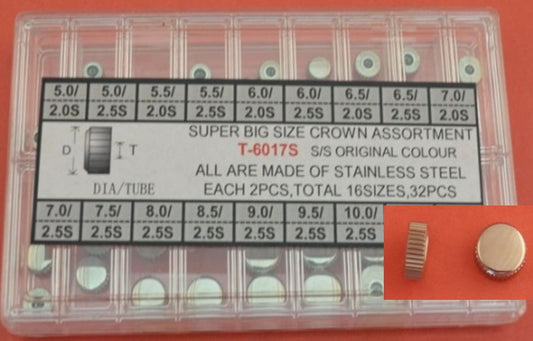 5.0/ 5.0/ 5.5/ 5.5/ 6.0/ 6.0/ 6.5/ 6.5/ 7.0/
2.0S 2.5S 2.0S 2.5S 2.0S 2.5S 2.0S 2.5S 2.0S
SUPER BIG SIZE CROWN ASSORTMENT
D T T-6017S S/S ORIGINAL COLOUR
ALL ARE MADE OF STAINLESS STEEL
DIA/TUBE EACH 2PCS,TOTAL 16SIZES,32PCS
7.0/ 7.5/ 8.0/ 8.5/ 9.0/ 9.5/ 10.0/
2.5S 2.5S 2.5S 2.5S 2.5S 2.5S 2.5S